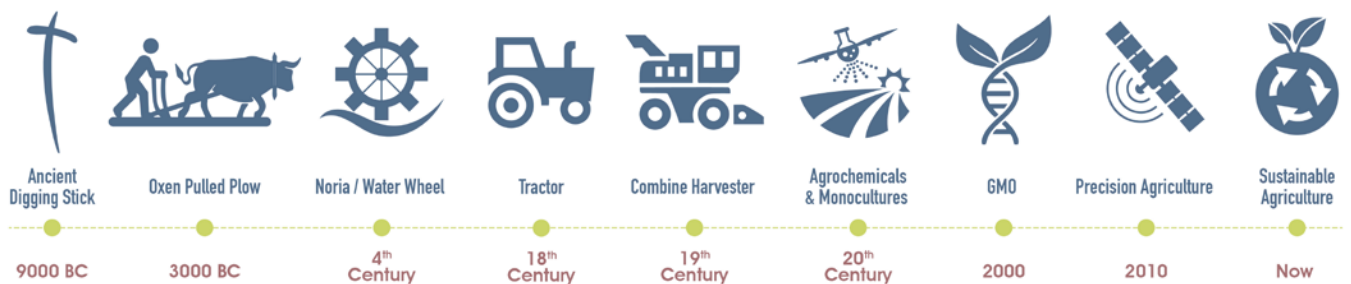 Ancient
Digging Stick
Oxen Pulled Plow
Noria / Water Wheel
Tractor
Combine Harvester
Agrochemicals
& Monocultures
GMO
Precision Agriculture
Sustainable
Agriculture
9000 BC
3000 BC
4th
Century
18th
Century
19th
Century
20th
Century
2000
2010
Now